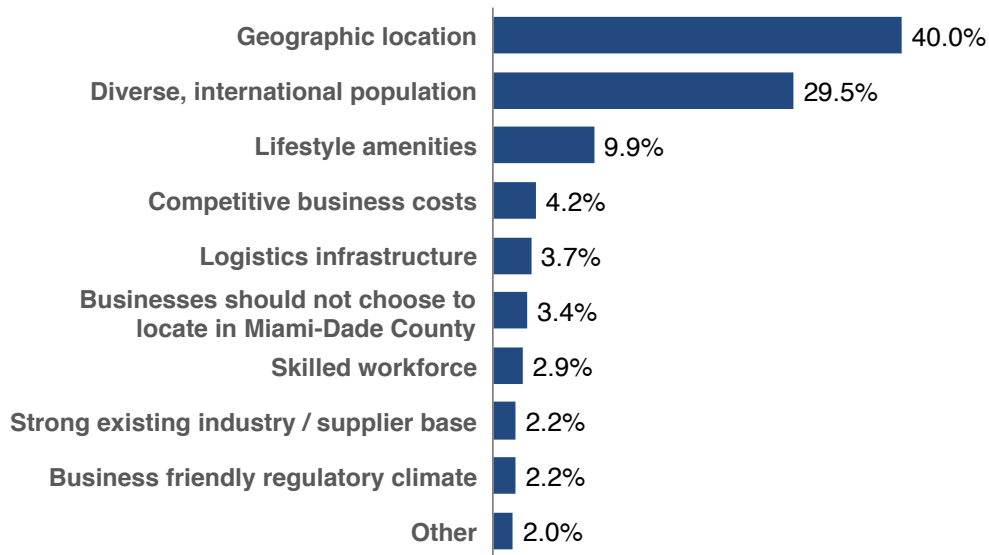 Geographic location 40.0%
Diverse, international population 29.5%
Lifestyle amenities 9.9%
Competitive business costs 4.2%
Logistics infrastructure 3.7%
Businesses should not choose to
locate in Miami-Dade County 3.4%
Skilled workforce 2.9%
Strong existing industry / supplier base 2.2%
Business friendly regulatory climate 2.2%
Other 2.0%